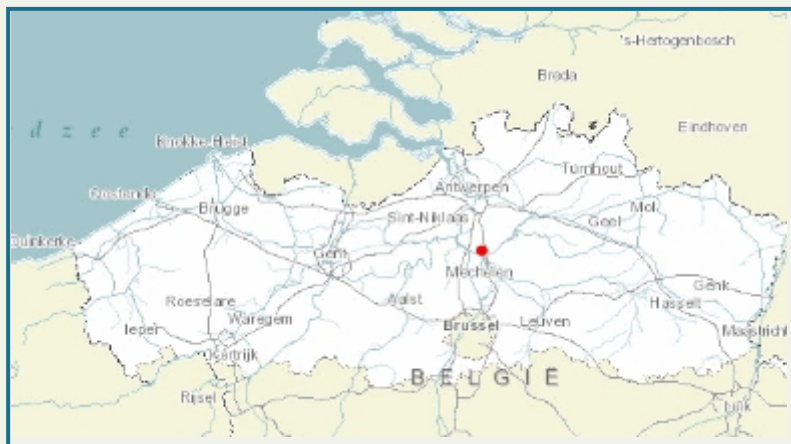 's-Hertogenbosch
Breda
d z e e
Eindhoven
Knokke-Heist
Turnhout
Antwerpen
Oostende
Mol
Brugge
Sint-Niklaas
Geel
Duinkerke
Gent
Mechelen
Genk
Roeselare
Aalst
Hasselt
Ieper
Waregem
Brussel
Leuven
Maastricht
Kortrijk
BELGIË
Rijsel
Luik